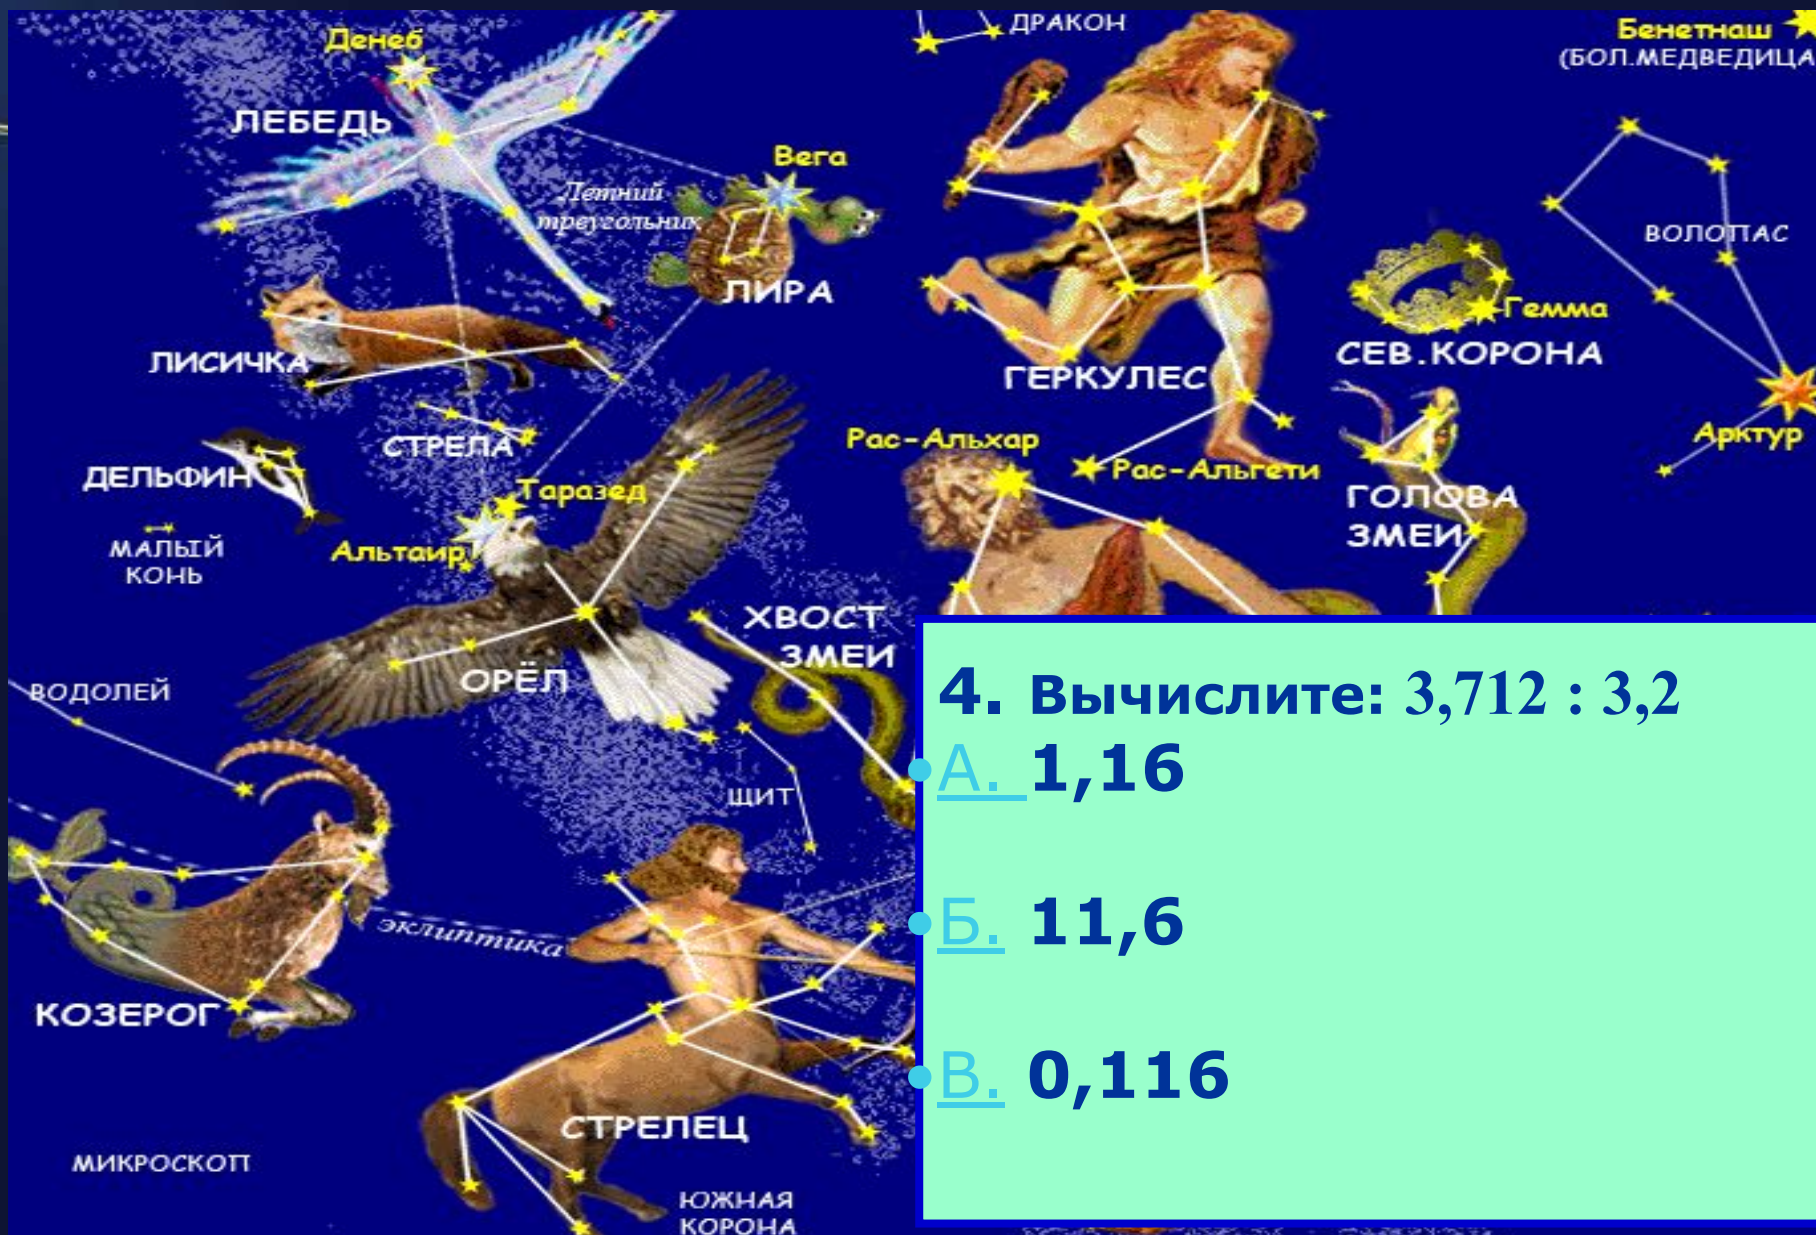 Денеб
ДРАКОН
Бенетнаш
(БОЛ.МЕДВЕДИЦА
ЛЕБЕДЬ
Вега
Летний
треугольник
ВОЛОПАС
ЛИРА
Гемма
ЛИСИЧКА
ГЕРКУЛЕС
СЕВ.КОРОНА
СТРЕЛА
Рас-Альхар
Рас-Альгети
Арктур
ДЕЛЬФИН
Таразед
ГОЛОВА
ЗМЕИ
МАЛЫЙ
КОНЬ
Альтаир
ХВОСТ
ЗМЕИ
ВОДОЛЕЙ
ОРЁЛ
ЩИТ
эклиптика
КОЗЕРОГ
СТРЕЛЕЦ
МИКРОСКОП
ЮЖНАЯ
КОРОНА
4. Вычислите: 3,712 : 3,2
•А. 1,16
•Б. 11,6
•В. 0,116